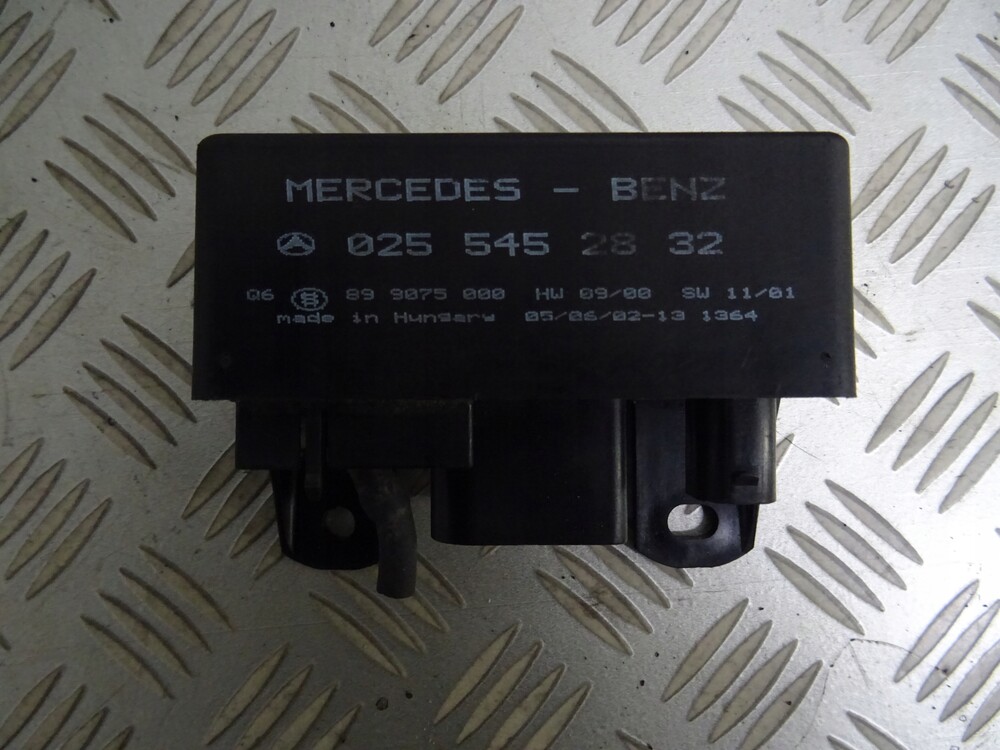 MERCEDES - BENZ
025 545 28 32
Q6 89 9075 000 HW 09/00 SW 11/01
made in Hungary 05/06/02-13 1364